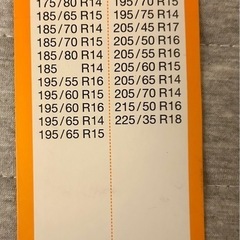 175/80 R14 195/70 R15
185/65 R15 195/75 R14
185/70 R14 205/45 R17
185/70 R15 205/50 R16
185/80 R14 205/55 R16
185 R14 205/60 R15
195/55 R16 205/65 R14
195/60 R14 205/70 R14
195/60 R15 215/50 R16
195/65 R14 225/35 R18
195/65 R15